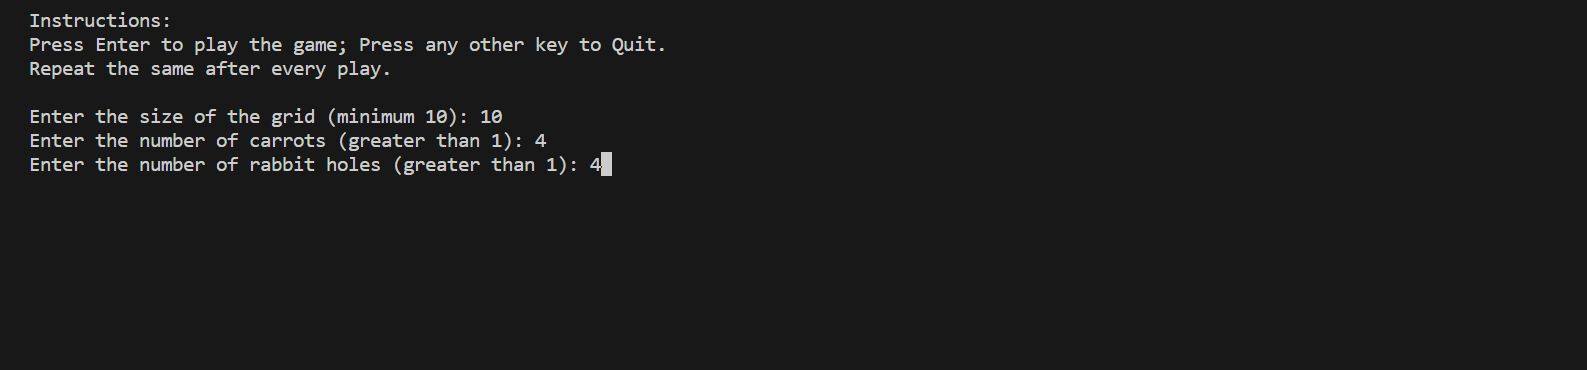 Instructions:
Press Enter to play the game; Press any other key to Quit.
Repeat the same after every play.
Enter the size of the grid (minimum 10): 10
Enter the number of carrots (greater than 1): 4
Enter the number of rabbit holes (greater than 1): 4